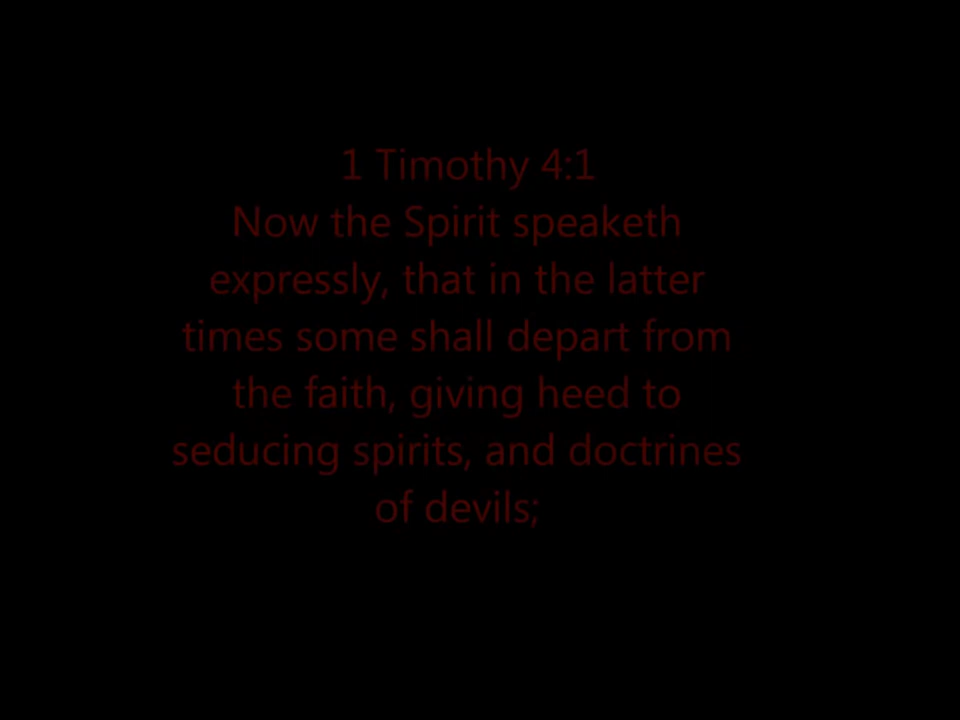 1 Timothy 4:1
Now the Spirit speaketh
expressly, that in the latter
times some shall depart from
the faith, giving heed to
seducing spirits, and doctrines
of devils;